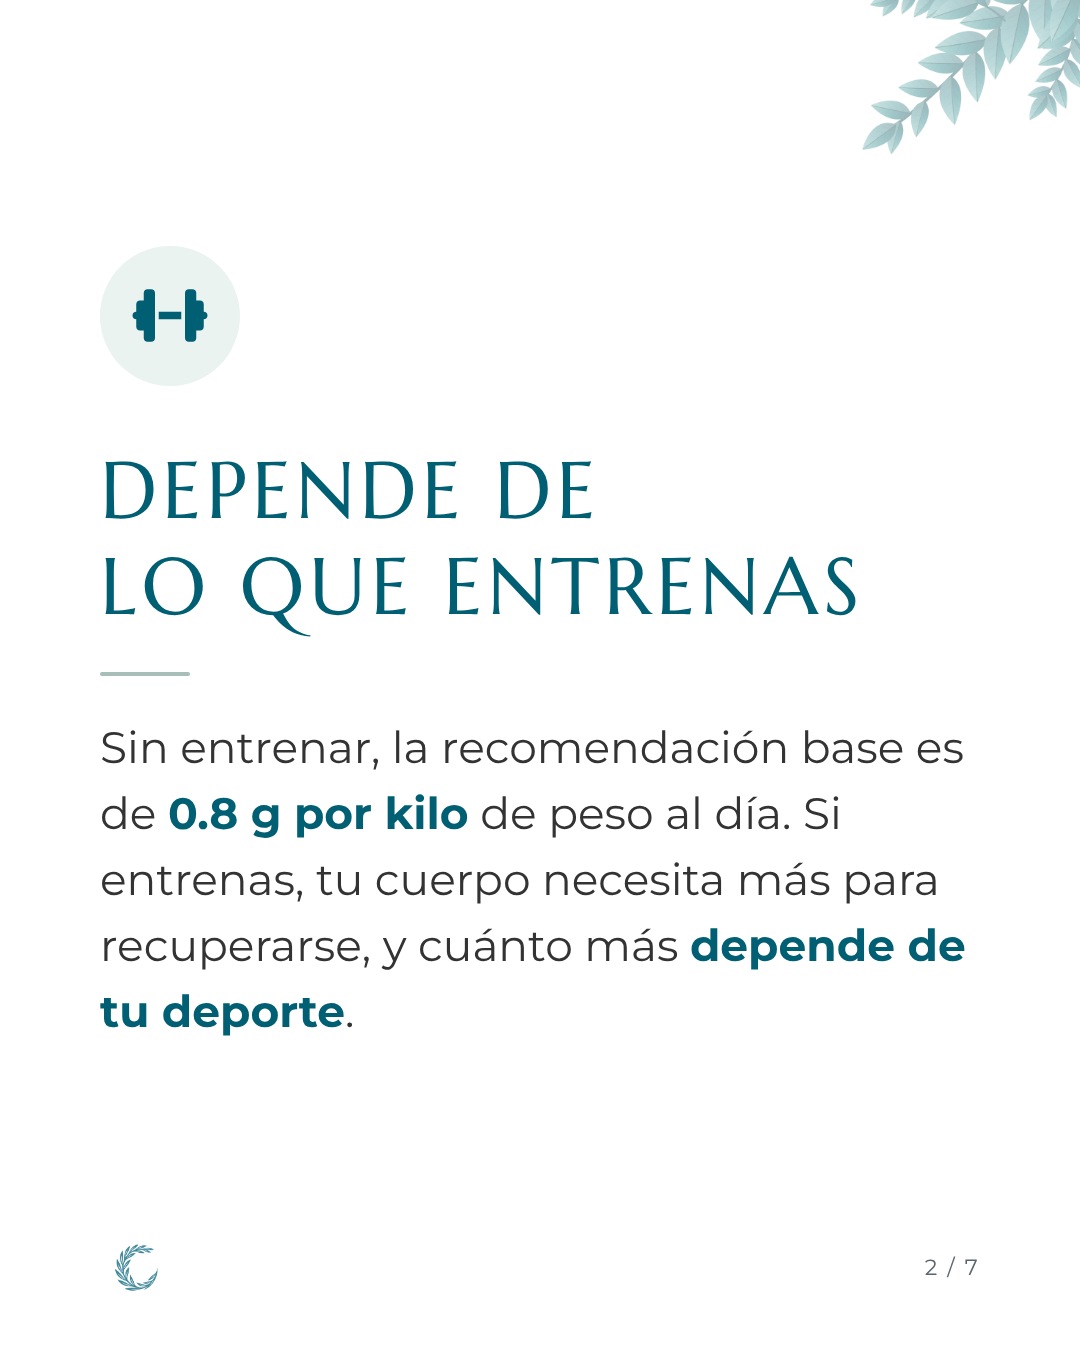 DEPENDE DE
LO QUE ENTRENAS
Sin entrenar, la recomendación base es
de 0.8 g por kilo de peso al día. Si
entrenas, tu cuerpo necesita más para
recuperarse, y cuánto más depende de
tu deporte.
2 / 7